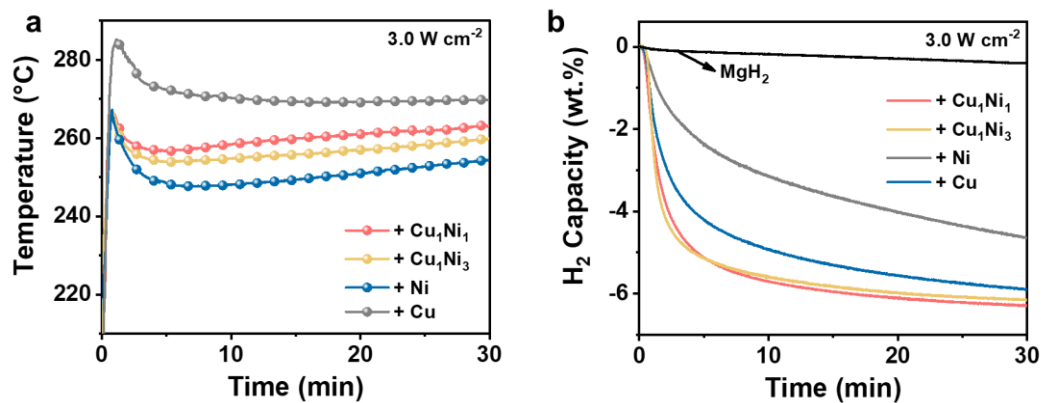 a
3.0 W cm⁻²
Temperature (°C)
280
260
240
220
+ Cu₁Ni₁
+ Cu₁Ni₃
+ Ni
+ Cu
0
10
20
30
Time (min)
b
3.0 W cm⁻²
H₂ Capacity (wt.%)
0
-2
-4
-6
MgH₂
+ Cu₁Ni₁
+ Cu₁Ni₃
+ Ni
+ Cu
0
10
20
30
Time (min)